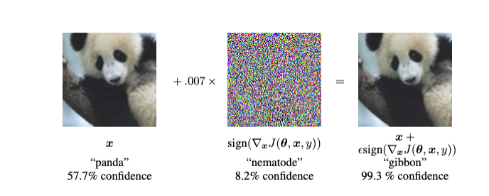 + .007 ×
=
x
"panda"
57.7% confidence
sign(∇ₓJ(θ, x, y))
"nematode"
8.2% confidence
x +
ϵsign(∇ₓJ(θ, x, y))
"gibbon"
99.3 % confidence